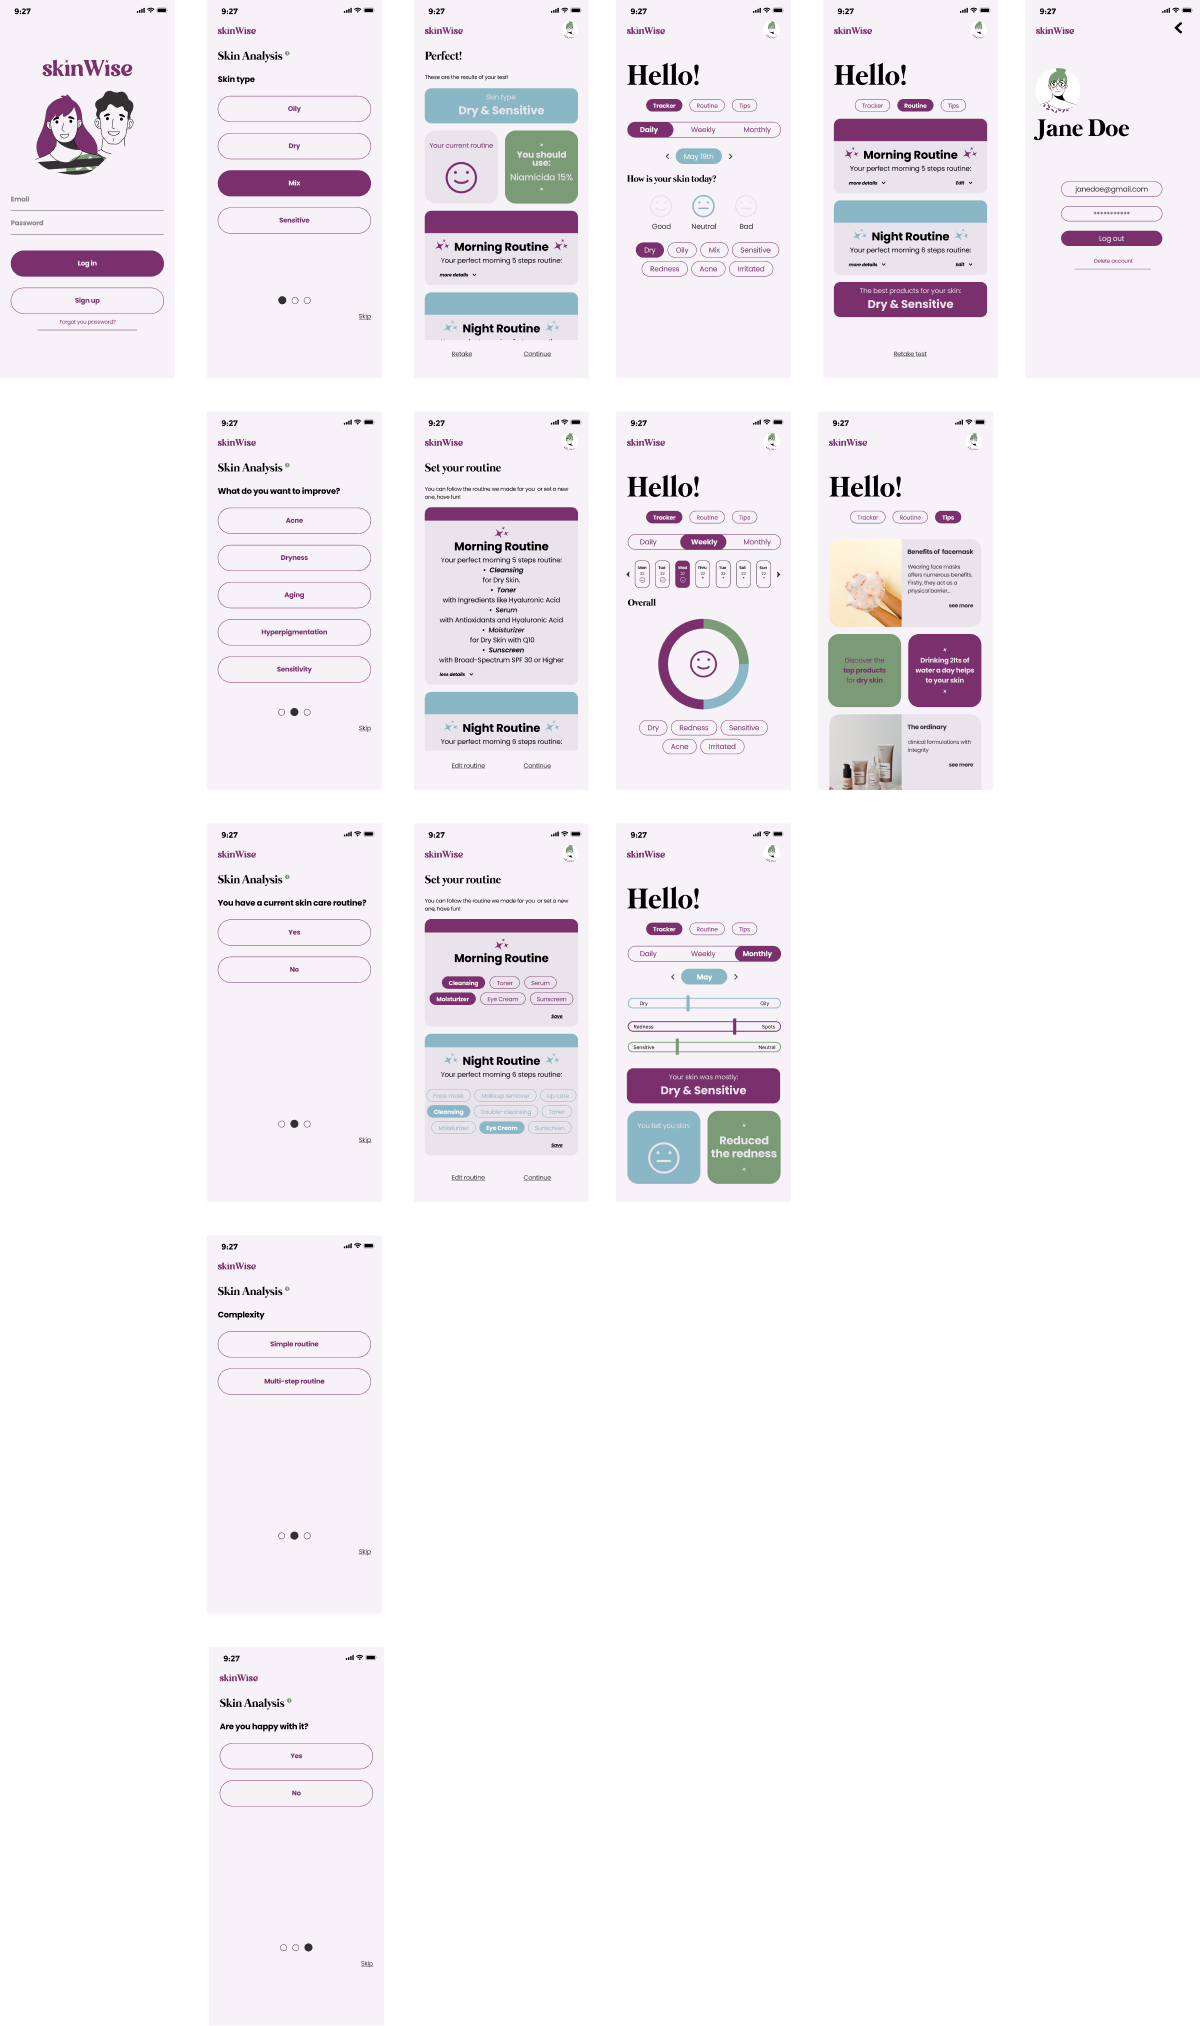 9:27
skinWise
Email
Password
Log in
Sign up
Forgot you password?
9:27
skinWise
Skin Analysis
Skin type
Oily
Dry
Mix
Sensitive
Skip
9:27
skinWise
Perfect!
These are the results of your test!
Skin type:
Dry & Sensitive
Your current routine
You should
use:
Niamicida 15%
Morning Routine
Your perfect morning 5 steps routine:
more details
Night Routine
Retake
Continue
9:27
skinWise
Hello!
Tracker
Routine
Tips
Daily
Weekly
Monthly
May 19th
How is your skin today?
Good
Neutral
Bad
Dry
Oily
Mix
Sensitive
Redness
Acne
Irritated
9:27
skinWise
Hello!
Tracker
Routine
Tips
Morning Routine
Your perfect morning 5 steps routine:
more details
Edit
Night Routine
Your perfect morning 6 steps routine:
more details
Edit
The best products for your skin:
Dry & Sensitive
Retake test
9:27
skinWise
Jane Doe
janedoe@gmail.com
***********
Log out
Delete account
9:27
skinWise
Skin Analysis
What do you want to improve?
Acne
Dryness
Aging
Hyperpigmentation
Sensitivity
Skip
9:27
skinWise
Set your routine
You can follow the routine we made for you or set a new
one, have fun!
Morning Routine
Your perfect morning 5 steps routine:
• Cleansing
for Dry Skin.
• Toner
with Ingredients like Hyaluronic Acid
• Serum
with Antioxidants and Hyaluronic Acid
• Moisturizer
for Dry Skin with Q10
• Sunscreen
with Broad-Spectrum SPF 30 or Higher
less details
Night Routine
Your perfect morning 6 steps routine:
Edit routine
Continue
9:27
skinWise
Hello!
Tracker
Routine
Tips
Daily
Weekly
Monthly
Mon
Tue
Wed
Thru
Tue
Sat
Sun
Overall
Dry
Redness
Sensitive
Acne
Irritated
9:27
skinWise
Hello!
Tracker
Routine
Tips
Benefits of facemask
Wearing face masks
offers numerous benefits.
Firstly, they act as a
physical barrier...
see more
Discover the
top products
for dry skin
Drinking 2lts of
water a day helps
to your skin
The ordinary
clinical formulations with
integrity
see more
9:27
skinWise
Skin Analysis
You have a current skin care routine?
Yes
No
Skip
9:27
skinWise
Set your routine
You can follow the routine we made for you or set a new
one, have fun!
Morning Routine
Cleansing
Toner
Serum
Moisturizer
Eye Cream
Sunscreen
Save
Night Routine
Your perfect morning 6 steps routine:
Face mask
Makeup remover
Lip care
Cleansing
Double-cleansing
Toner
Moisturizer
Eye Cream
Sunscreen
Save
Edit routine
Continue
9:27
skinWise
Hello!
Tracker
Routine
Tips
Daily
Weekly
Monthly
May
Dry
Oily
Redness
Spots
Sensitive
Neutral
Your skin was mostly:
Dry & Sensitive
You felt you skin:
Reduced
the redness
9:27
skinWise
Skin Analysis
Complexity
Simple routine
Multi-step routine
Skip
9:27
skinWise
Skin Analysis
Are you happy with it?
Yes
No
Skip